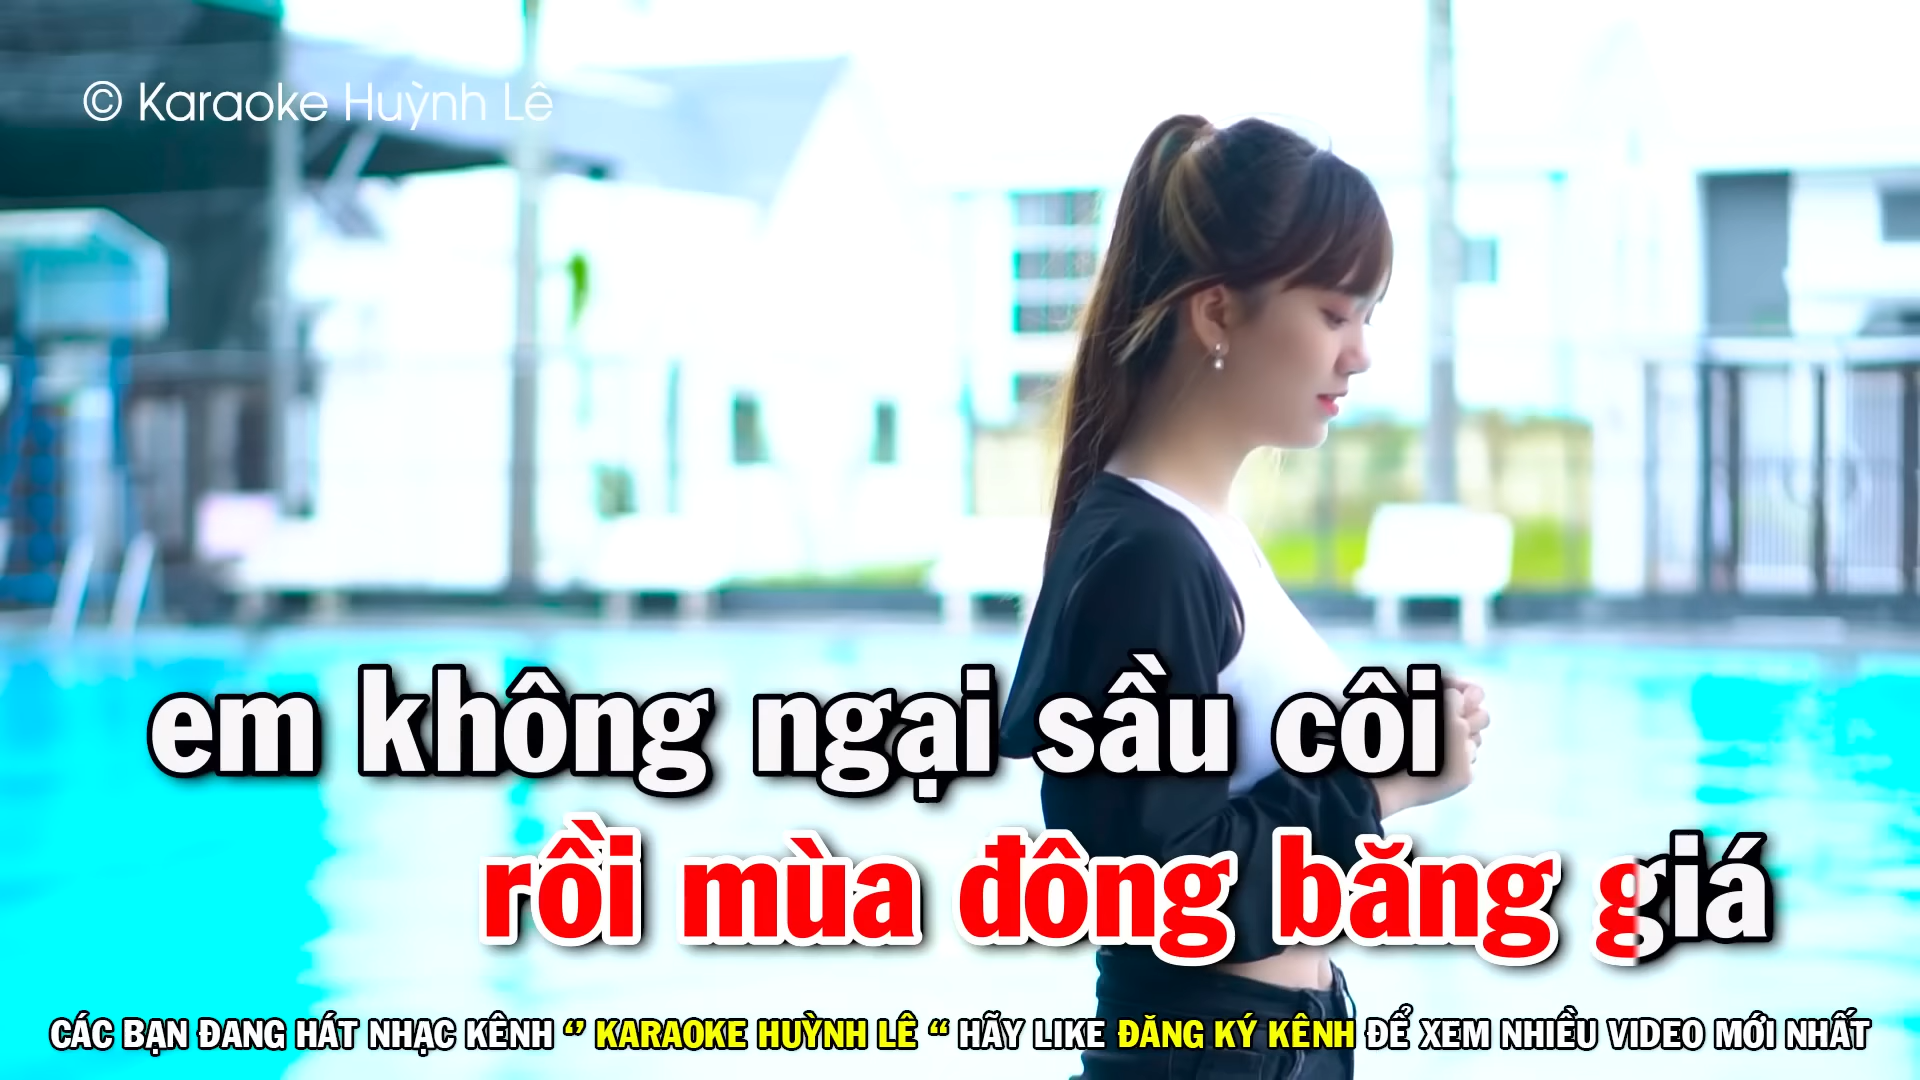 © Karaoke Huỳnh Lê
em không ngại sầu côi
rồi mùa đông băng giá
CÁC BẠN ĐANG HÁT NHẠC KÊNH “ KARAOKE HUỲNH LÊ “ HÃY LIKE ĐĂNG KÝ KÊNH ĐỂ XEM NHIỀU VIDEO MỚI NHẤT